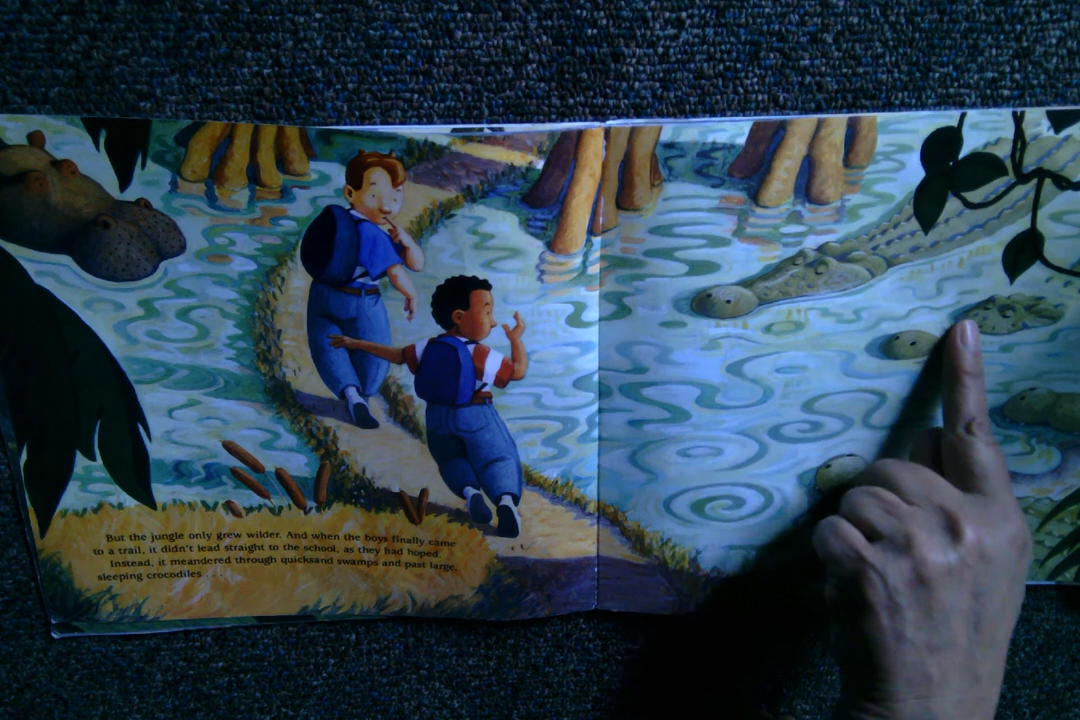 But the jungle only grew wilder. And when the boys finally came
to a trail, it didn't lead straight to the school, as they had hoped.
Instead, it meandered through quicksand swamps and past large,
sleeping crocodiles . . .